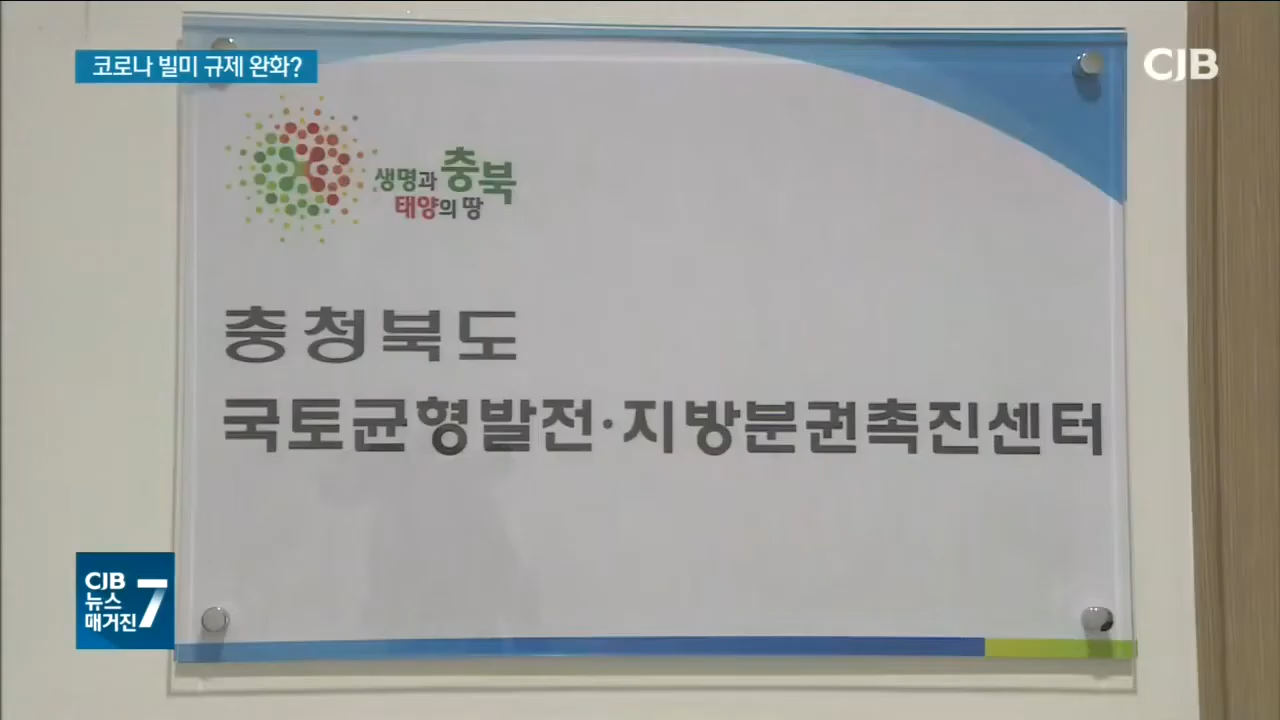 코로나 빌미 규제 완화?
CJB
생명과 충북
태양의 땅
충청북도
국토균형발전·지방분권촉진센터
CJB
뉴스
매거진 7